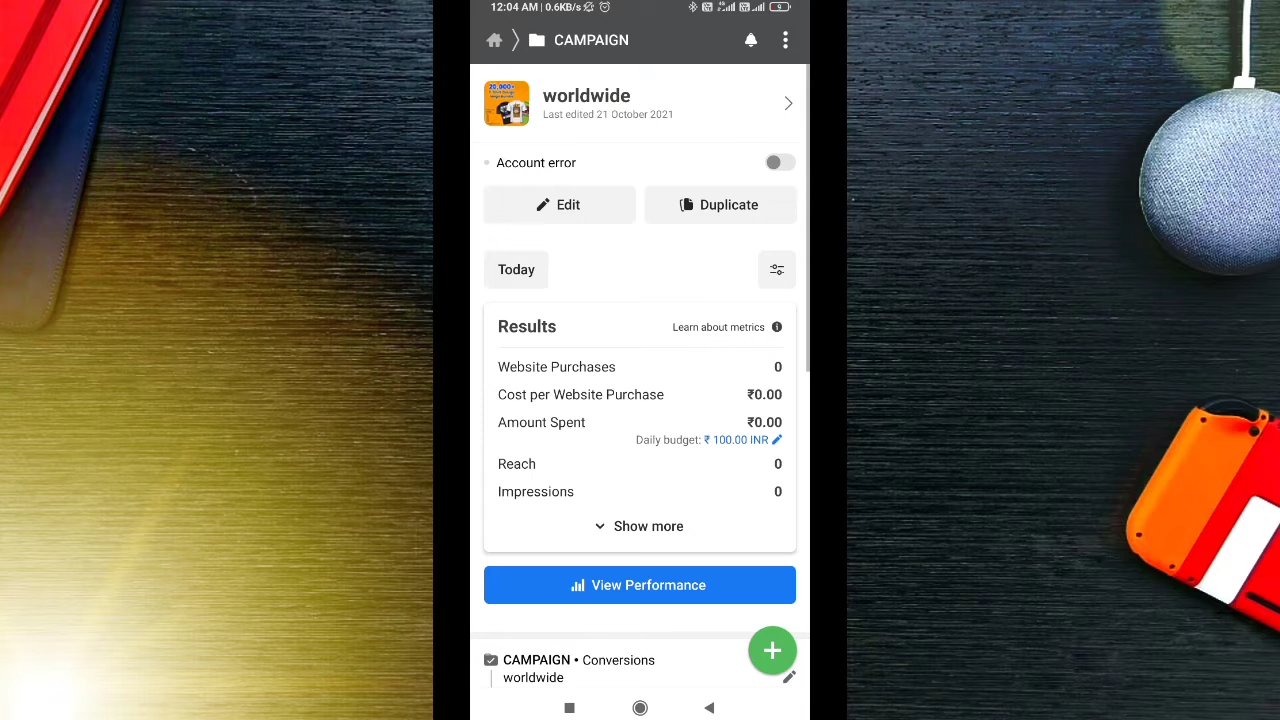 12:04 AM | 0.6KB/s
CAMPAIGN
20,000+
worldwide
Last edited 21 October 2021
Account error
Edit
Duplicate
Today
Results
Learn about metrics
Website Purchases
0
Cost per Website Purchase
₹0.00
Amount Spent
₹0.00
Daily budget: ₹ 100.00 INR
Reach
0
Impressions
0
Show more
View Performance
CAMPAIGN • Conversions
worldwide